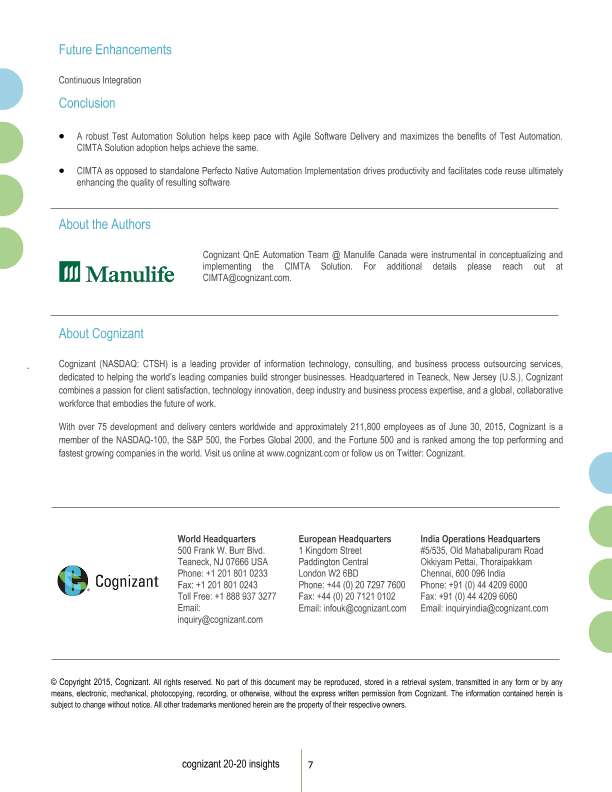 Future Enhancements
Continuous Integration
Conclusion
● A robust Test Automation Solution helps keep pace with Agile Software Delivery and maximizes the benefits of Test Automation.
CIMTA Solution adoption helps achieve the same.
● CIMTA as opposed to standalone Perfecto Native Automation Implementation drives productivity and facilitates code reuse ultimately
enhancing the quality of resulting software
About the Authors
Manulife
Cognizant QnE Automation Team @ Manulife Canada were instrumental in conceptualizing and
implementing the CIMTA Solution. For additional details please reach out at
CIMTA@cognizant.com.
About Cognizant
Cognizant (NASDAQ: CTSH) is a leading provider of information technology, consulting, and business process outsourcing services,
dedicated to helping the world's leading companies build stronger businesses. Headquartered in Teaneck, New Jersey (U.S.), Cognizant
combines a passion for client satisfaction, technology innovation, deep industry and business process expertise, and a global, collaborative
workforce that embodies the future of work.
With over 75 development and delivery centers worldwide and approximately 211,800 employees as of June 30, 2015, Cognizant is a
member of the NASDAQ-100, the S&P 500, the Forbes Global 2000, and the Fortune 500 and is ranked among the top performing and
fastest growing companies in the world. Visit us online at www.cognizant.com or follow us on Twitter: Cognizant.
Cognizant
World Headquarters
500 Frank W. Burr Blvd.
Teaneck, NJ 07666 USA
Phone: +1 201 801 0233
Fax: +1 201 801 0243
Toll Free: +1 888 937 3277
Email:
inquiry@cognizant.com
European Headquarters
1 Kingdom Street
Paddington Central
London W2 6BD
Phone: +44 (0) 20 7297 7600
Fax: +44 (0) 20 7121 0102
Email: infouk@cognizant.com
India Operations Headquarters
#5/535, Old Mahabalipuram Road
Okkiyam Pettai, Thoraipakkam
Chennai, 600 096 India
Phone: +91 (0) 44 4209 6000
Fax: +91 (0) 44 4209 6060
Email: inquiryindia@cognizant.com
© Copyright 2015, Cognizant. All rights reserved. No part of this document may be reproduced, stored in a retrieval system, transmitted in any form or by any
means, electronic, mechanical, photocopying, recording, or otherwise, without the express written permission from Cognizant. The information contained herein is
subject to change without notice. All other trademarks mentioned herein are the property of their respective owners.
cognizant 20-20 insights 7